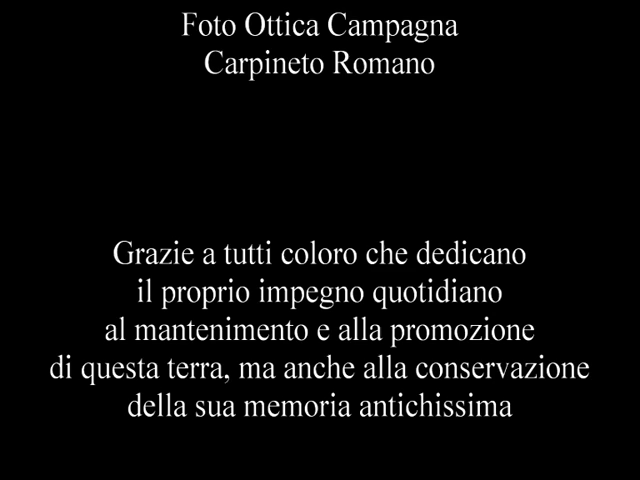 Foto Ottica Campagna
Carpineto Romano
Grazie a tutti coloro che dedicano
il proprio impegno quotidiano
al mantenimento e alla promozione
di questa terra, ma anche alla conservazione
della sua memoria antichissima